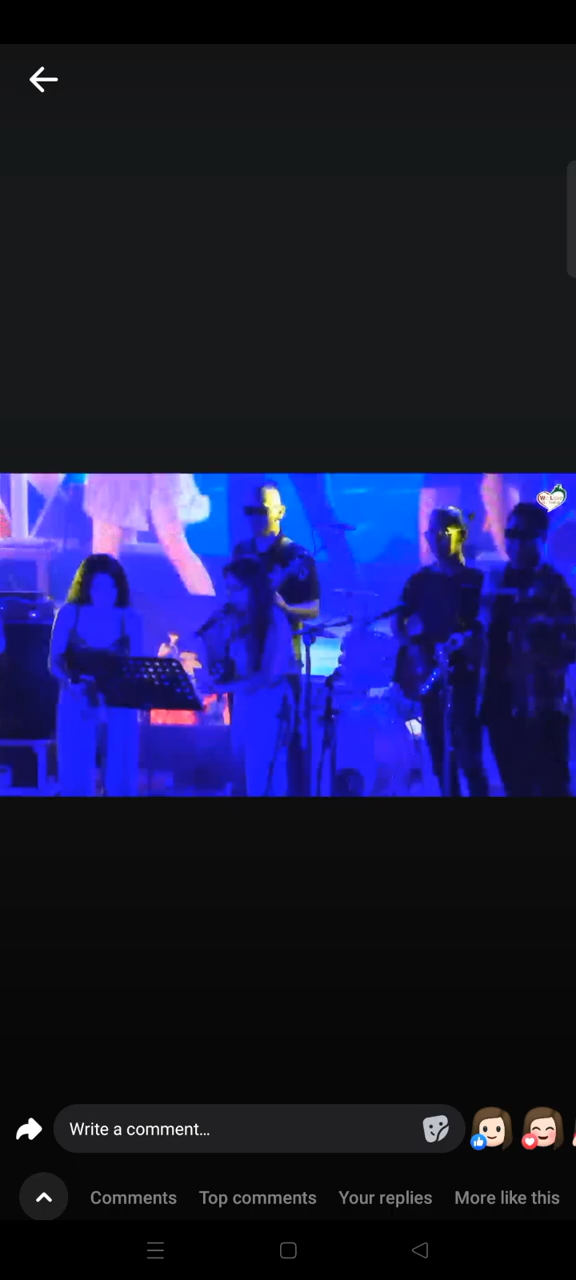 Write a comment...
Comments
Top comments
Your replies
More like this